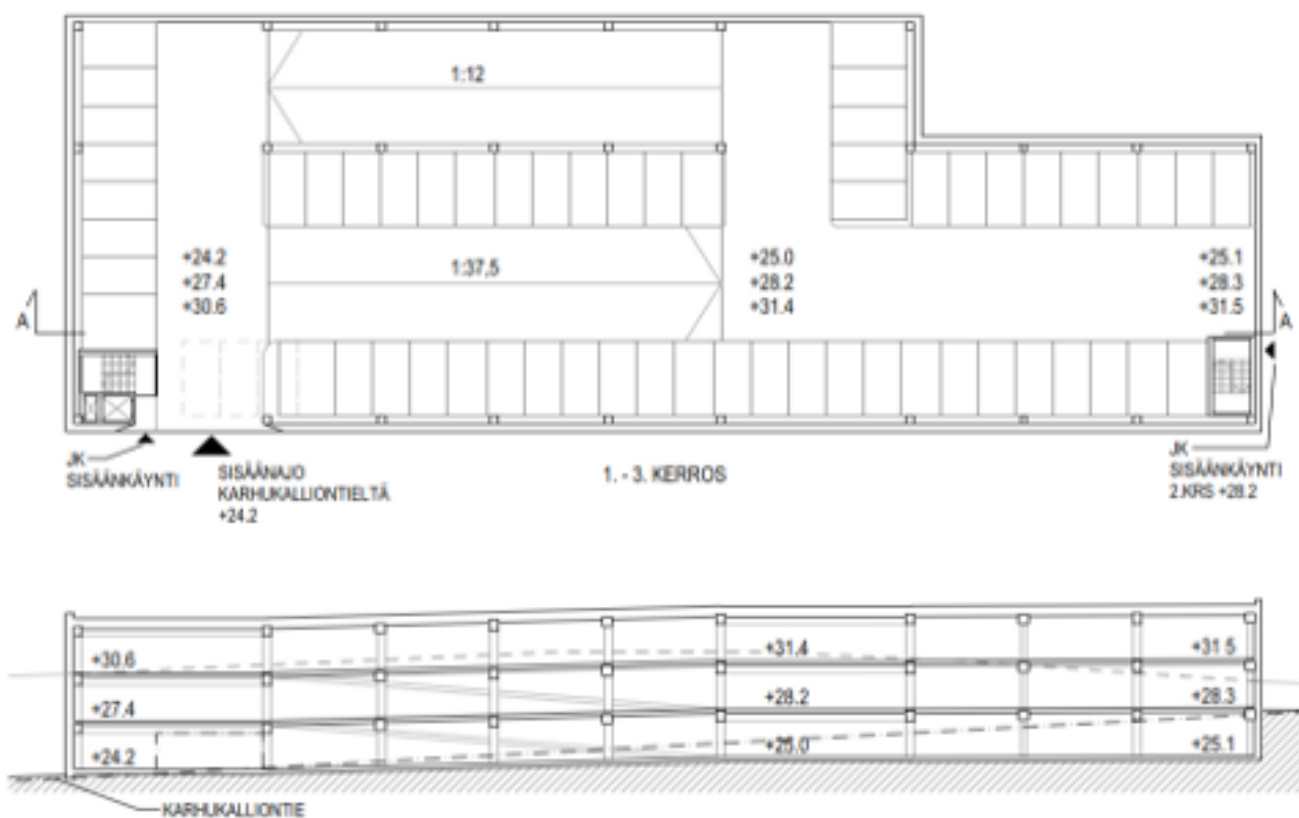 1:12
+24.2
+27.4
+30.6
1:37,5
+25.0
+28.2
+31.4
+25.1
+28.3
+31.5
A
A
JK
SISÄÄNKÄYNTI
SISÄÄNAJO
KARHUKALLIONTIELTÄ
+24.2
1. - 3. KERROS
JK
SISÄÄNKÄYNTI
2.KRS +28.2
+30.6
+31.4
+31.5
+27.4
+28.2
+28.3
+24.2
+25.0
+25.1
KARHUKALLIONTIE